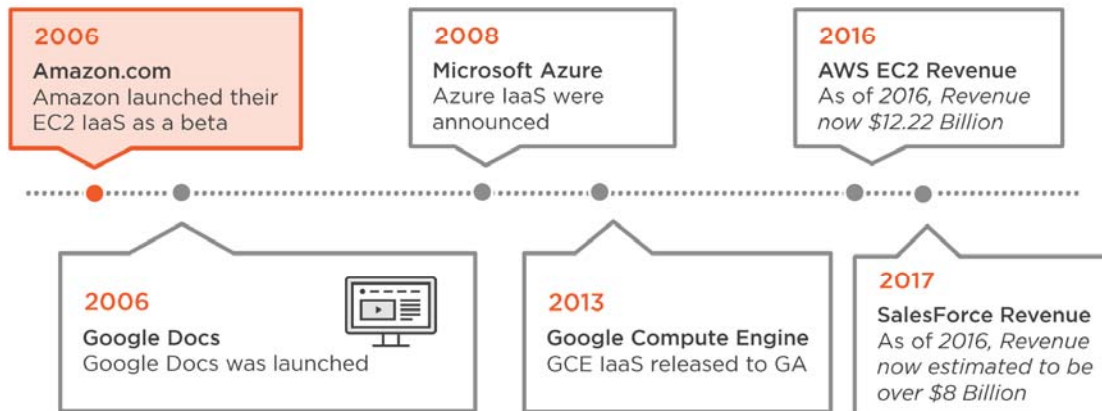 2006
Amazon.com
Amazon launched their
EC2 IaaS as a beta
2008
Microsoft Azure
Azure IaaS were
announced
2016
AWS EC2 Revenue
As of 2016, Revenue
now $12.22 Billion
2006
Google Docs
Google Docs was launched
2013
Google Compute Engine
GCE IaaS released to GA
2017
SalesForce Revenue
As of 2016, Revenue
now estimated to be
over $8 Billion